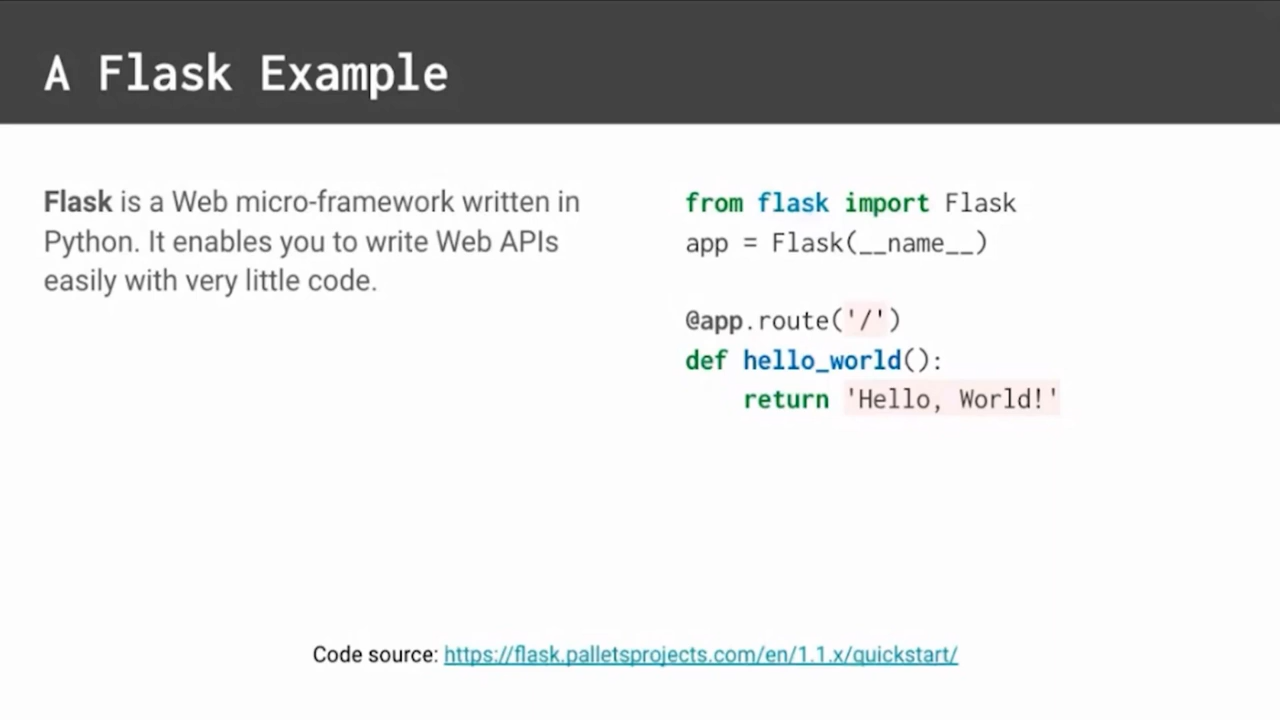 A Flask Example
Flask is a Web micro-framework written in
Python. It enables you to write Web APIs
easily with very little code.
from flask import Flask
app = Flask(__name__)
@app.route('/')
def hello_world():
    return 'Hello, World!'
Code source: https://flask.palletsprojects.com/en/1.1.x/quickstart/